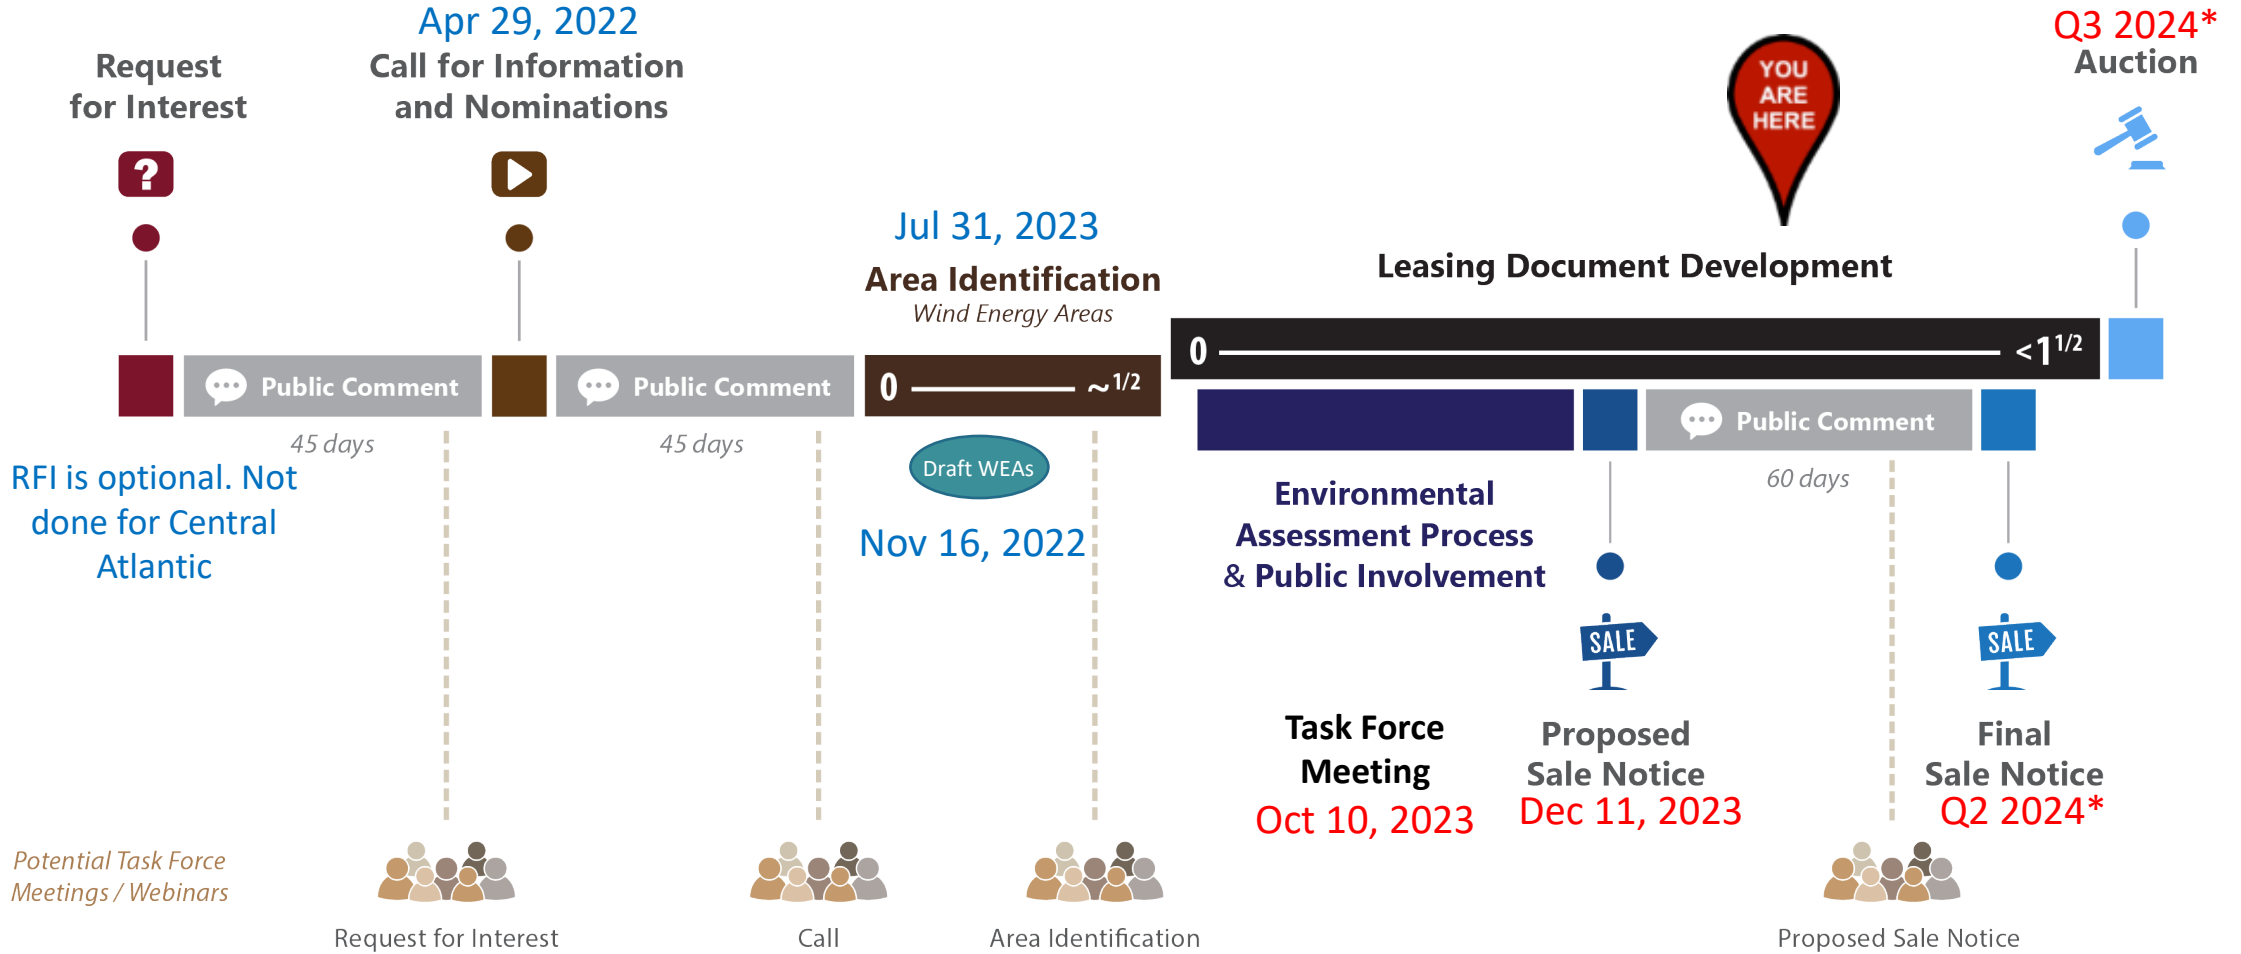 Apr 29, 2022
Q3 2024*
Request
for Interest
Call for Information
and Nominations
YOU
ARE
HERE
Auction
?
Jul 31, 2023
Area Identification
Wind Energy Areas
Leasing Document Development
0
<1 1/2
Public Comment
Public Comment
0
~1/2
Public Comment
45 days
45 days
Draft WEAs
60 days
RFI is optional. Not
done for Central
Atlantic
Nov 16, 2022
Environmental
Assessment Process
& Public Involvement
SALE
SALE
Task Force
Meeting
Oct 10, 2023
Proposed
Sale Notice
Dec 11, 2023
Final
Sale Notice
Q2 2024*
Potential Task Force
Meetings / Webinars
Request for Interest
Call
Area Identification
Proposed Sale Notice